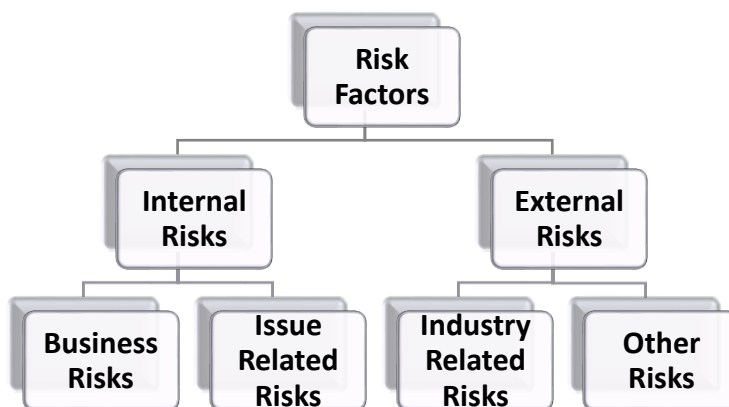 Risk
Factors
Internal
Risks
External
Risks
Business
Risks
Issue
Related
Risks
Industry
Related
Risks
Other
Risks